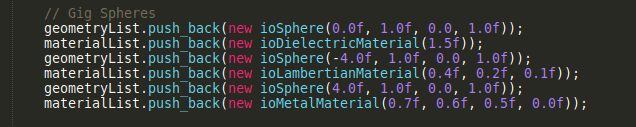 // Gig Spheres
geometryList.push_back(new ioSphere(0.0f, 1.0f, 0.0, 1.0f));
materialList.push_back(new ioDielectricMaterial(1.5f));
geometryList.push_back(new ioSphere(-4.0f, 1.0f, 0.0, 1.0f));
materialList.push_back(new ioLambertianMaterial(0.4f, 0.2f, 0.1f));
geometryList.push_back(new ioSphere(4.0f, 1.0f, 0.0, 1.0f));
materialList.push_back(new ioMetalMaterial(0.7f, 0.6f, 0.5f, 0.0f));